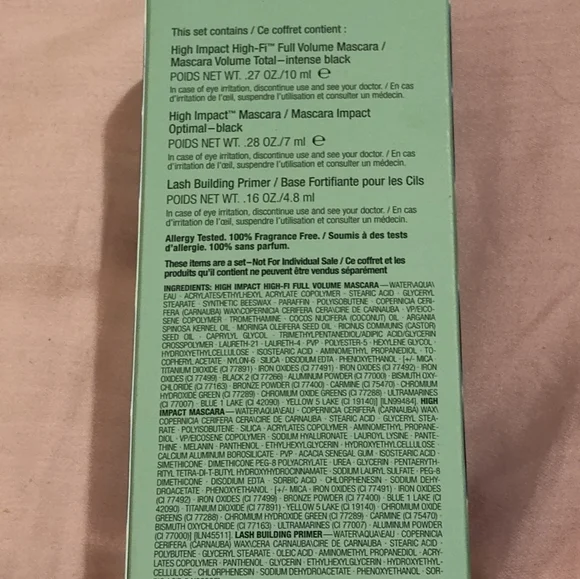 This set contains / Ce coffret contient :
High Impact High-Fi™ Full Volume Mascara /
Mascara Volume Total–intense black
POIDS NET WT. .27 OZ./10 ml ℮
In case of eye irritation, discontinue use and see your doctor. / En cas
d'irritation de l'œil, suspendre l'utilisation et consulter un médecin.
High Impact™ Mascara / Mascara Impact
Optimal–black
POIDS NET WT. .28 OZ./7 ml ℮
In case of eye irritation, discontinue use and see your doctor. / En cas
d'irritation de l'œil, suspendre l'utilisation et consulter un médecin.
Lash Building Primer / Base Fortifiante pour les Cils
POIDS NET WT. .16 OZ./4.8 ml
In case of eye irritation, discontinue use and see your doctor. / En cas
d'irritation de l'œil, suspendre l'utilisation et consulter un médecin.
Allergy Tested. 100% Fragrance Free. / Soumis à des tests
d'allergie. 100% sans parfum.
These items are a set–Not For Individual Sale / Ce coffret et les
produits qu'il contient ne peuvent être vendus séparément
INGREDIENTS: HIGH IMPACT HIGH-FI FULL VOLUME MASCARA—WATER\AQUA\
EAU · ACRYLATES/ETHYLHEXYL ACRYLATE COPOLYMER · STEARIC ACID · GLYCERYL
STEARATE · SYNTHETIC BEESWAX · PARAFFIN · POLYISOBUTENE · COPERNICIA CERI-
FERA (CARNAUBA) WAX\COPERNICIA CERIFERA CERA\CIRE DE CARNAUBA · VP/EICO-
SENE COPOLYMER · TROMETHAMINE · COCOS NUCIFERA (COCONUT) OIL · ARGANIA
SPINOSA KERNEL OIL · MORINGA OLEIFERA SEED OIL · RICINUS COMMUNIS (CASTOR)
SEED OIL · CAPRYLYL GLYCOL · TRIMETHYLPENTANEDIOL/ADIPIC ACID/GLYCERIN
CROSSPOLYMER · LAURETH-21 · LAURETH-4 · PVP · POLYESTER-5 · HEXYLENE GLYCOL ·
HYDROXYETHYLCELLULOSE · ISOSTEARIC ACID · AMINOMETHYL PROPANEDIOL · TO-
COPHERYL ACETATE · NYLON-6 · SILICA · DISODIUM EDTA · PHENOXYETHANOL · [+/- MICA
TITANIUM DIOXIDE (CI 77891) · IRON OXIDES (CI 77491) · IRON OXIDES (CI 77492) · IRON
OXIDES (CI 77499) · BLACK 2 (CI 77266) · ALUMINUM POWDER (CI 77000) · BISMUTH OXY-
CHLORIDE (CI 77163) · BRONZE POWDER (CI 77400) · CARMINE (CI 75470) · CHROMIUM
HYDROXIDE GREEN (CI 77289) · CHROMIUM OXIDE GREENS (CI 77288) · ULTRAMARINES
(CI 77007) · BLUE 1 LAKE (CI 42090) · YELLOW 5 LAKE (CI 19140)] [ILN99484]. HIGH
IMPACT MASCARA—WATER\AQUA\EAU · COPERNICIA CERIFERA (CARNAUBA) WAX\
COPERNICIA CERIFERA CERA\CIRE DE CARNAUBA · STEARIC ACID · GLYCERYL STEA-
RATE · POLYISOBUTENE · SILICA · ACRYLATES COPOLYMER · AMINOMETHYL PROPANE-
DIOL · VP/EICOSENE COPOLYMER · SODIUM HYALURONATE · LAUROYL LYSINE · PANTE-
THINE · MELANIN · PANTHENOL · ETHYLHEXYLGLYCERIN · HYDROXYETHYLCELLULOSE ·
CALCIUM ALUMINUM BOROSILICATE · PVP · ACACIA SENEGAL GUM · ISOSTEARIC ACID ·
SIMETHICONE · DIMETHICONE PEG-8 POLYACRYLATE · UREA · GLYCERIN · PENTAERYTH-
RITYL TETRA-DI-T-BUTYL HYDROXYHYDROCINNAMATE · SODIUM LAURYL SULFATE · PEG-8
DIMETHICONE · DISODIUM EDTA · SORBIC ACID · CHLORPHENESIN · SODIUM DEHY-
DROACETATE · PHENOXYETHANOL · [+/- MICA · IRON OXIDES (CI 77491) · IRON OXIDES
(CI 77492) · IRON OXIDES (CI 77499) · BRONZE POWDER (CI 77400) · BLUE 1 LAKE (CI
42090) · TITANIUM DIOXIDE (CI 77891) · YELLOW 5 LAKE (CI 19140) · CHROMIUM OXIDE
GREENS (CI 77288) · CHROMIUM HYDROXIDE GREEN (CI 77289) · CARMINE (CI 75470) ·
BISMUTH OXYCHLORIDE (CI 77163) · ULTRAMARINES (CI 77007) · ALUMINUM POWDER
(CI 77000)] [ILN45511]. LASH BUILDING PRIMER—WATER\AQUA\EAU · COPERNICIA
CERIFERA (CARNAUBA) WAX\CERA CARNAUBA\CIRE DE CARNAUBA · STEARIC ACID ·
POLYBUTENE · GLYCERYL STEARATE · OLEIC ACID · AMINOMETHYL PROPANEDIOL · ACRY-
LATES COPOLYMER · PANTHENOL · GLYCERIN · ETHYLHEXYLGLYCERIN · HYDROXYETHYL-
CELLULOSE · CHLORPHENESIN · SODIUM DEHYDROACETATE · PHENOXYETHANOL · SOR-